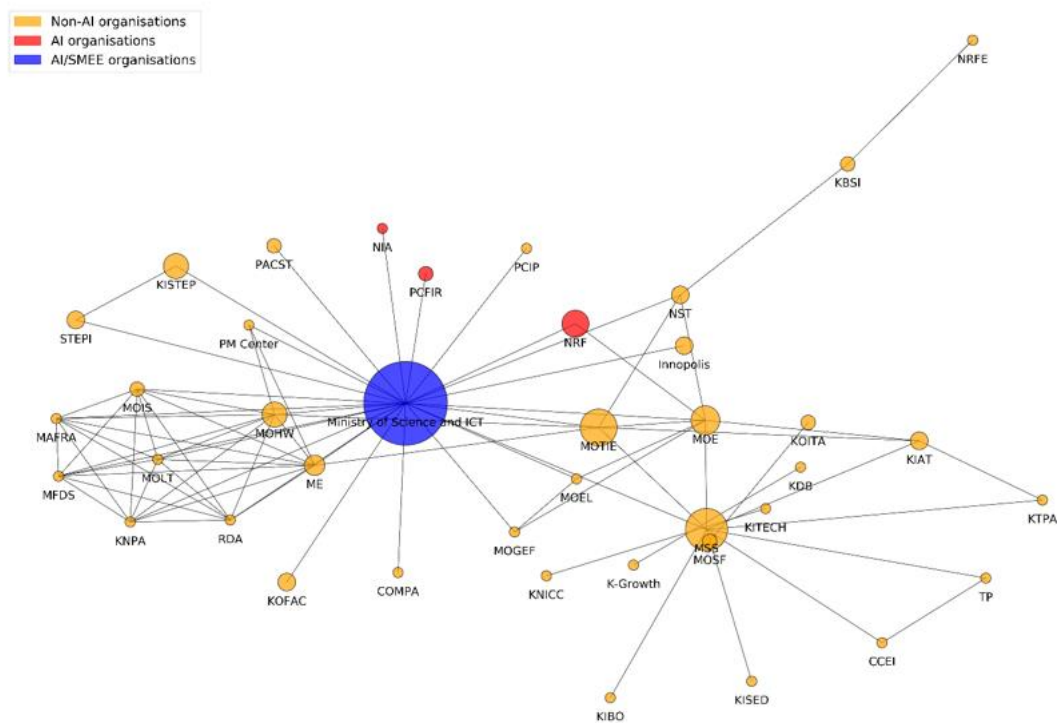 Non-AI organisations
AI organisations
AI/SMEE organisations
NRFE
KBSI
NIA
PACST
PCIP
PCFIR
KISTEP
NST
STEPI
PM Center
NRF
Innopolis
MOIS
MAFRA
MOHW
Ministry of Science and ICT
MOTIE
MOE
KOITA
KIAT
MOLT
ME
MFDS
MOEL
KDB
KNPA
RDA
KITECH
KTPA
MOGEF
MSS
MOSF
KOFAC
COMPA
KNICC
K-Growth
TP
CCEI
KISED
KIBO